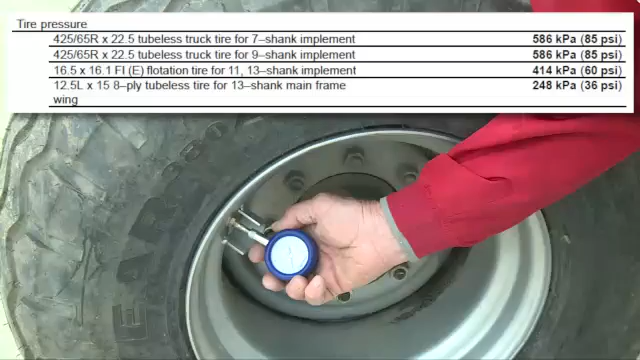 Tire pressure
425/65R x 22.5 tubeless truck tire for 7–shank implement 586 kPa (85 psi)
425/65R x 22.5 tubeless truck tire for 9–shank implement 586 kPa (85 psi)
16.5 x 16.1 FI (E) flotation tire for 11, 13–shank implement 414 kPa (60 psi)
12.5L x 15 8–ply tubeless tire for 13–shank main frame 248 kPa (36 psi)
wing